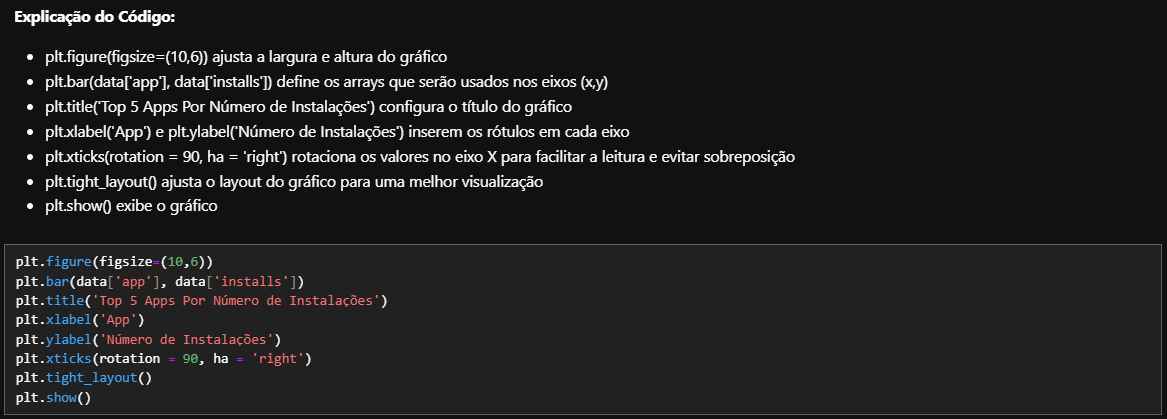 Explicação do Código:
• plt.figure(figsize=(10,6)) ajusta a largura e altura do gráfico
• plt.bar(data['app'], data['installs']) define os arrays que serão usados nos eixos (x,y)
• plt.title('Top 5 Apps Por Número de Instalações') configura o título do gráfico
• plt.xlabel('App') e plt.ylabel('Número de Instalações') inserem os rótulos em cada eixo
• plt.xticks(rotation = 90, ha = 'right') rotaciona os valores no eixo X para facilitar a leitura e evitar sobreposição
• plt.tight_layout() ajusta o layout do gráfico para uma melhor visualização
• plt.show() exibe o gráfico
plt.figure(figsize=(10,6))
plt.bar(data['app'], data['installs'])
plt.title('Top 5 Apps Por Número de Instalações')
plt.xlabel('App')
plt.ylabel('Número de Instalações')
plt.xticks(rotation = 90, ha = 'right')
plt.tight_layout()
plt.show()